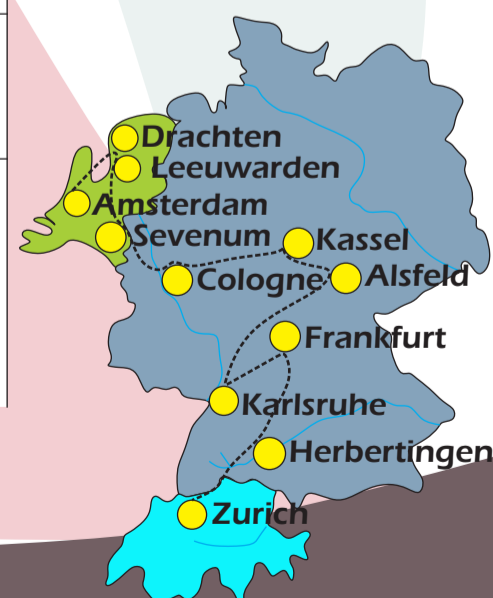 Drachten
Leeuwarden
Amsterdam
Sevenum
Kassel
Cologne
Alsfeld
Frankfurt
Karlsruhe
Herbertingen
Zurich